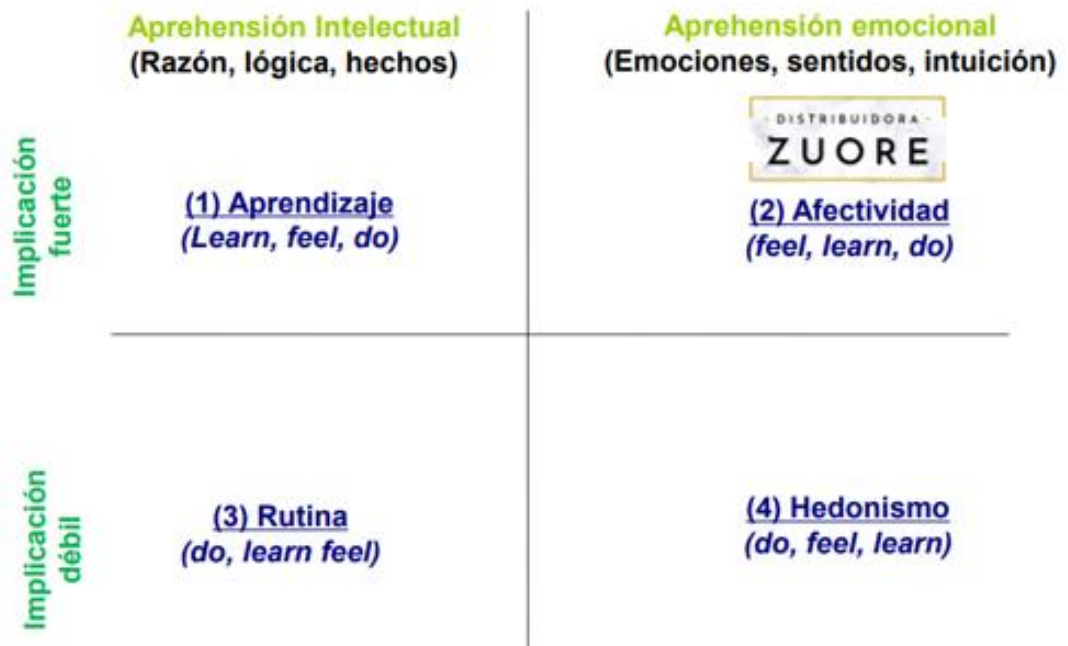 Aprehensión Intelectual
(Razón, lógica, hechos)
Aprehensión emocional
(Emociones, sentidos, intuición)
Implicación
fuerte
· DISTRIBUIDORA ·
ZUORE
(1) Aprendizaje
(Learn, feel, do)
(2) Afectividad
(feel, learn, do)
Implicación
débil
(3) Rutina
(do, learn feel)
(4) Hedonismo
(do, feel, learn)